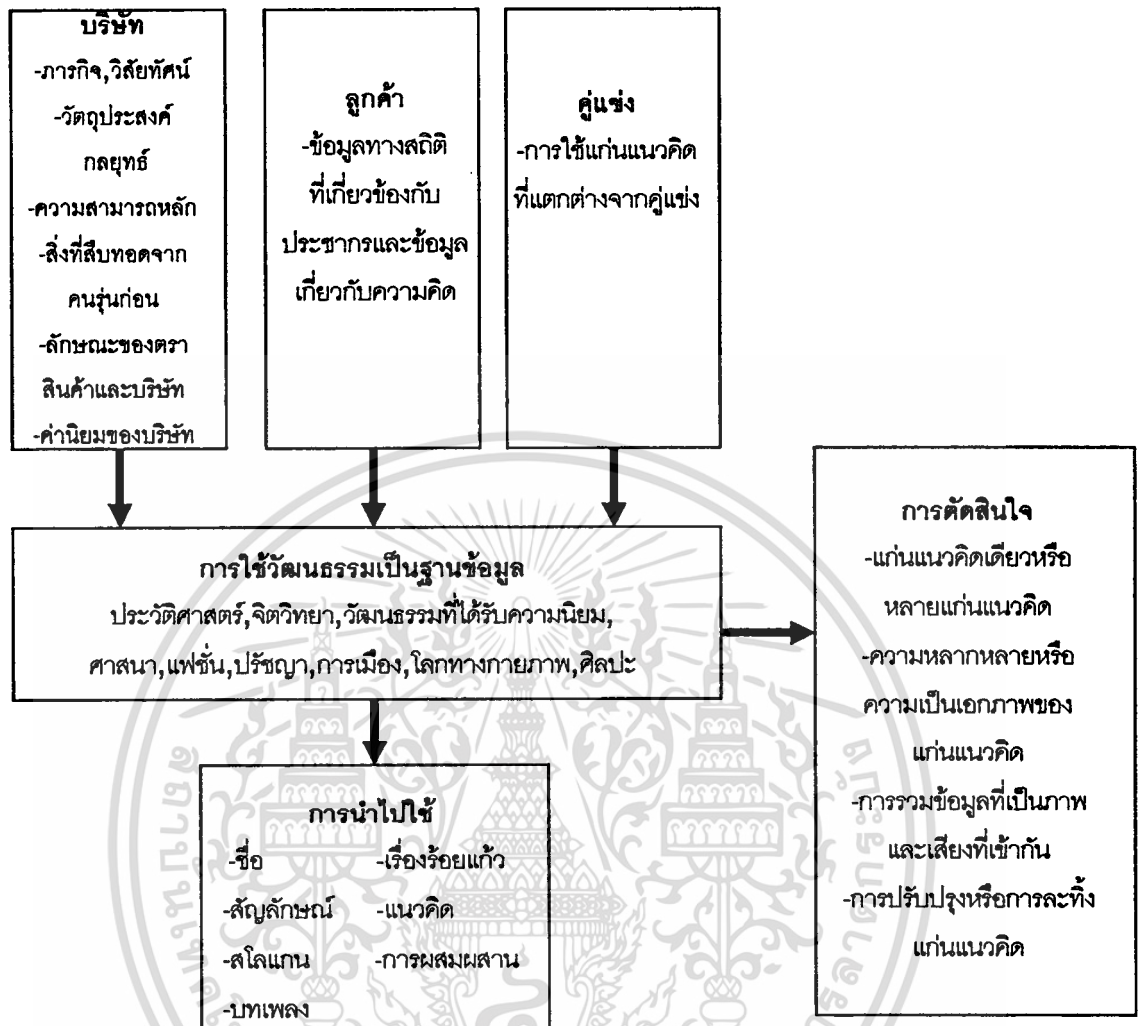 บริษัท
-ภารกิจ,วิสัยทัศน์
-วัตถุประสงค์
กลยุทธ์
-ความสามารถหลัก
-สิ่งที่สืบทอดจาก
คนรุ่นก่อน
-ลักษณะของตรา
สินค้าและบริษัท
-ค่านิยมของบริษัท
ลูกค้า
-ข้อมูลทางสถิติ
ที่เกี่ยวข้องกับ
ประชากรและข้อมูล
เกี่ยวกับความคิด
คู่แข่ง
-การใช้แก่นแนวคิด
ที่แตกต่างจากคู่แข่ง
การใช้วัฒนธรรมเป็นฐานข้อมูล
ประวัติศาสตร์,จิตวิทยา,วัฒนธรรมที่ได้รับความนิยม,
ศาสนา,แฟชั่น,ปรัชญา,การเมือง,โลกทางกายภาพ,ศิลปะ
การตัดสินใจ
-แก่นแนวคิดเดียวหรือ
หลายแก่นแนวคิด
-ความหลากหลายหรือ
ความเป็นเอกภาพของ
แก่นแนวคิด
-การรวมข้อมูลที่เป็นภาพ
และเสียงที่เข้ากัน
-การปรับปรุงหรือการละทิ้ง
แก่นแนวคิด
การนำไปใช้
-ชื่อ -เรื่องร้อยแก้ว
-สัญลักษณ์ -แนวคิด
-สโลแกน -การผสมผสาน
-บทเพลง